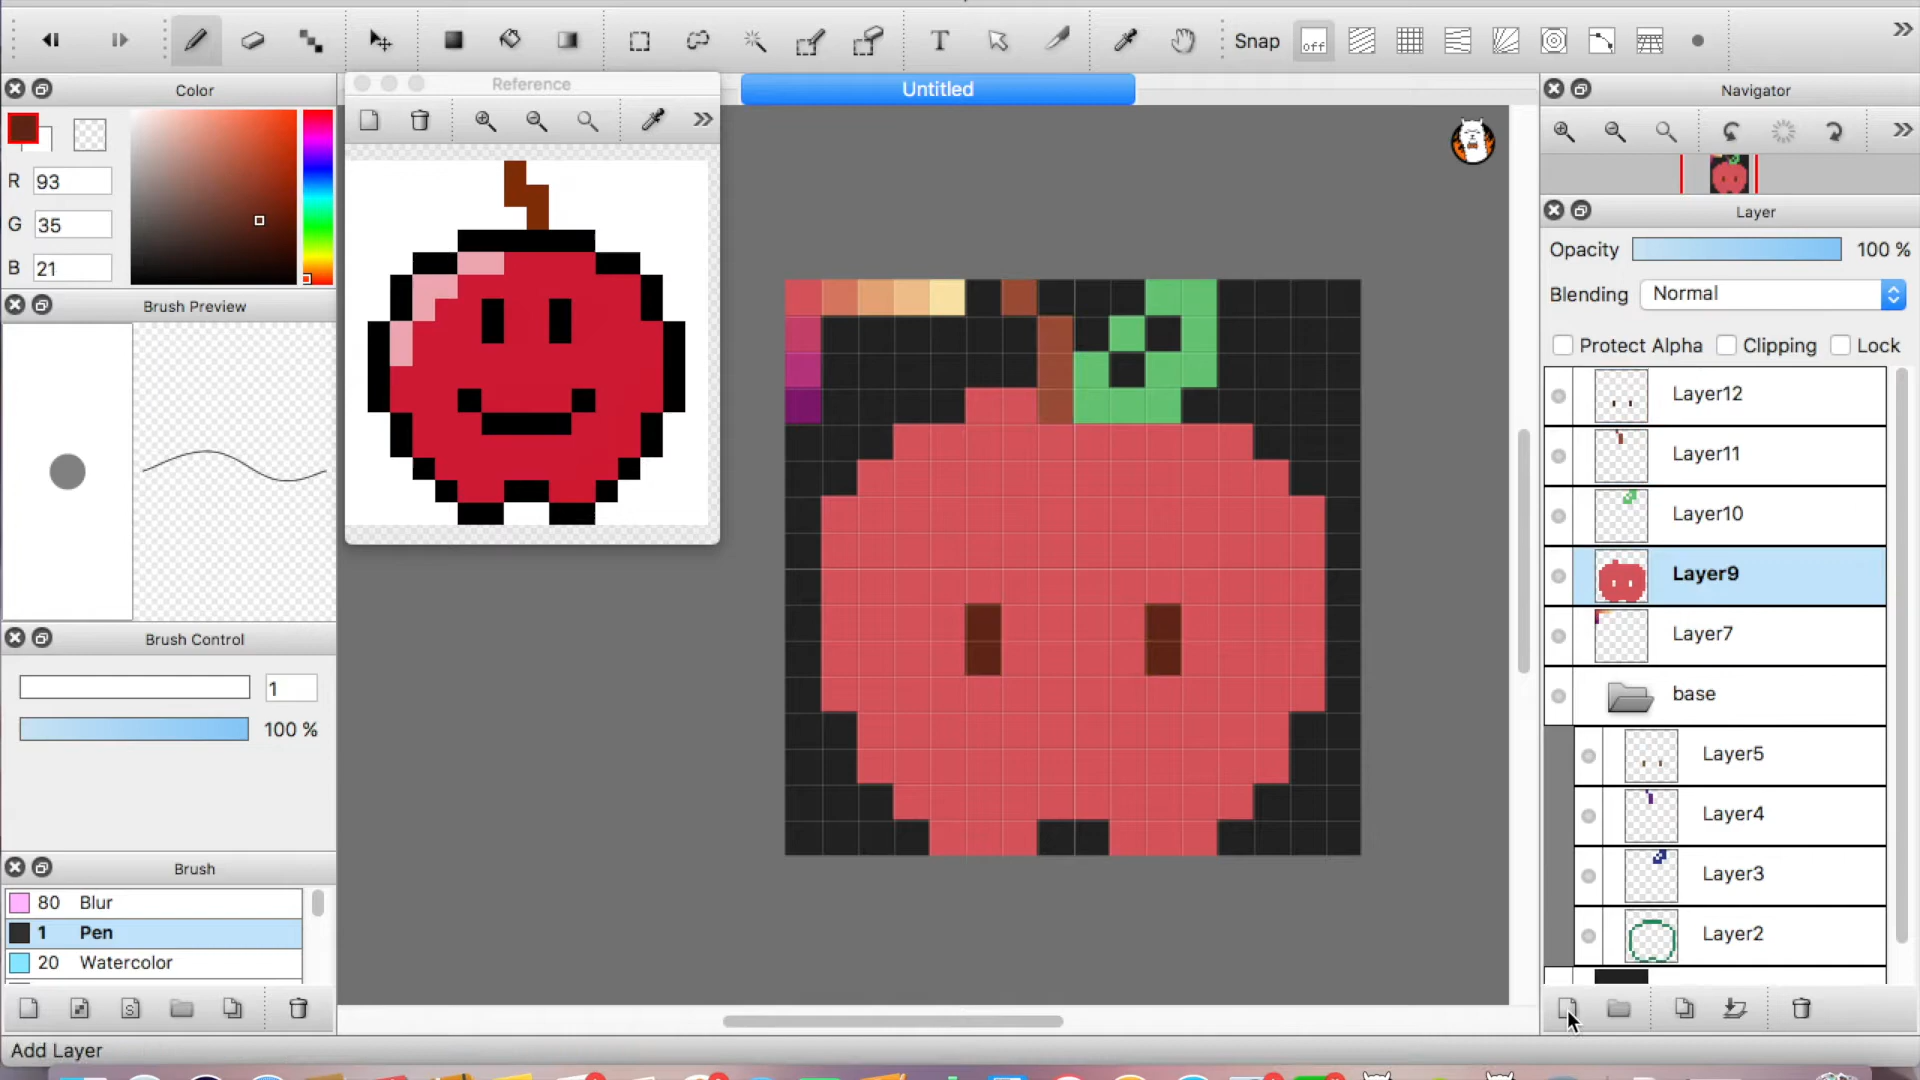 T
Snap
off
Color
R 93
G 35
B 21
Brush Preview
Brush Control
1
100 %
Brush
80 Blur
1 Pen
20 Watercolor
S
Add Layer
Reference
Untitled
Navigator
Layer
Opacity 100 %
Blending Normal
Protect Alpha Clipping Lock
Layer12
Layer11
Layer10
Layer9
Layer7
base
Layer5
Layer4
Layer3
Layer2